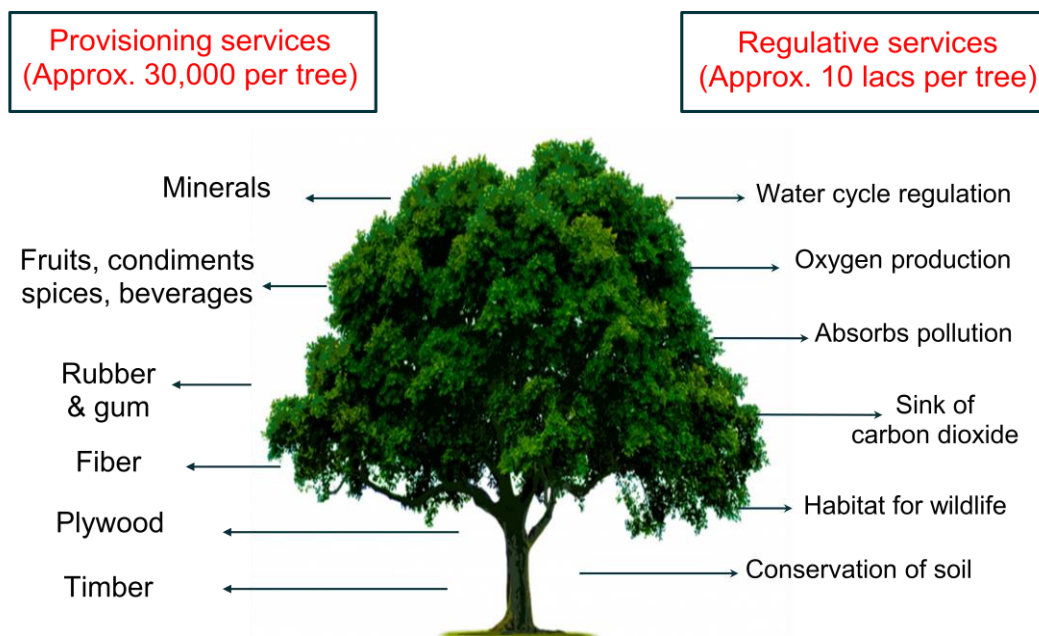 Provisioning services
(Approx. 30,000 per tree)
Regulative services
(Approx. 10 lacs per tree)
Minerals
Fruits, condiments
spices, beverages
Rubber
& gum
Fiber
Plywood
Timber
Water cycle regulation
Oxygen production
Absorbs pollution
Sink of
carbon dioxide
Habitat for wildlife
Conservation of soil